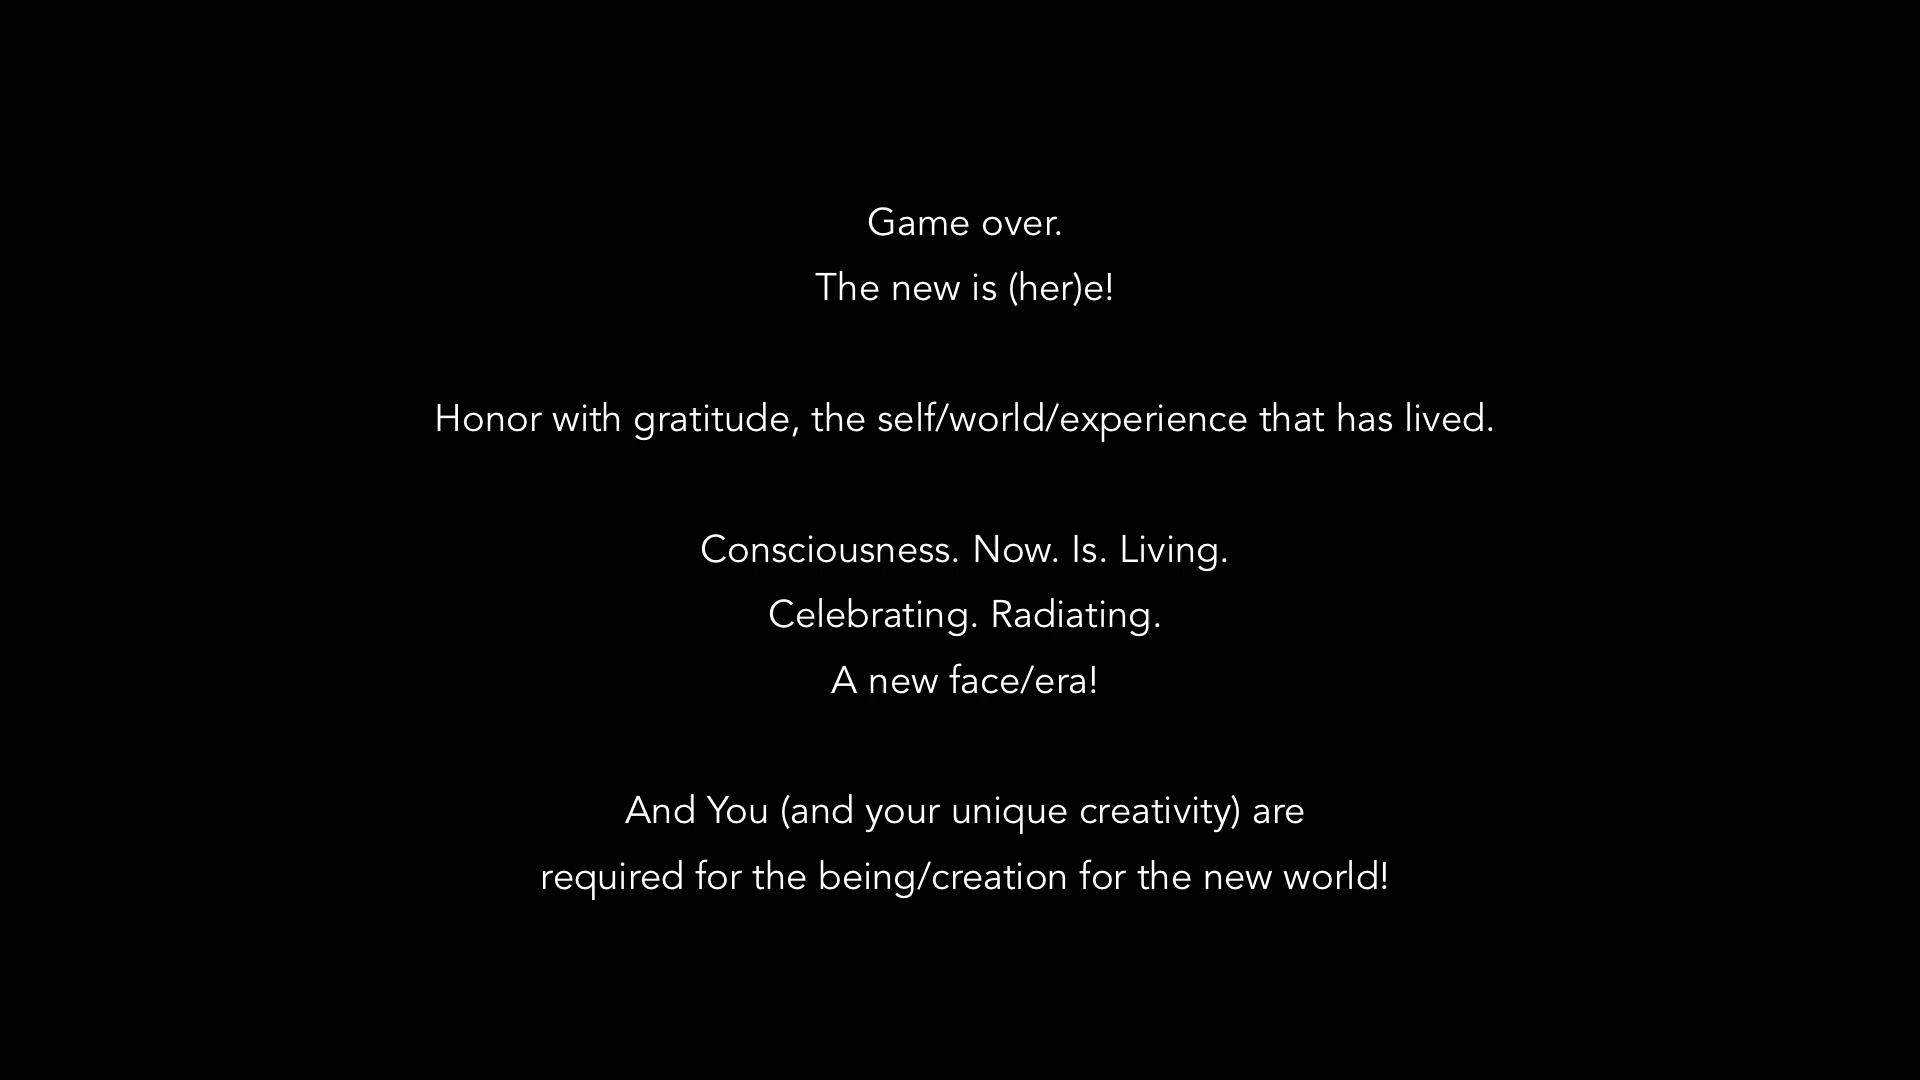 Game over.
The new is (her)e!
Honor with gratitude, the self/world/experience that has lived.
Consciousness. Now. Is. Living.
Celebrating. Radiating.
A new face/era!
And You (and your unique creativity) are
required for the being/creation for the new world!